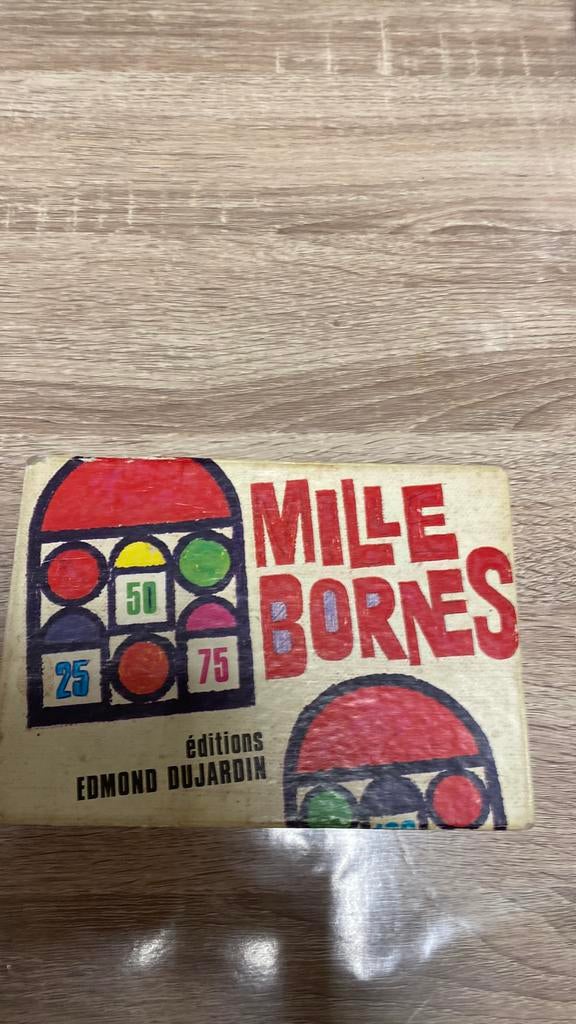 MILLE
BORNES
50
25
75
éditions
EDMOND DUJARDIN